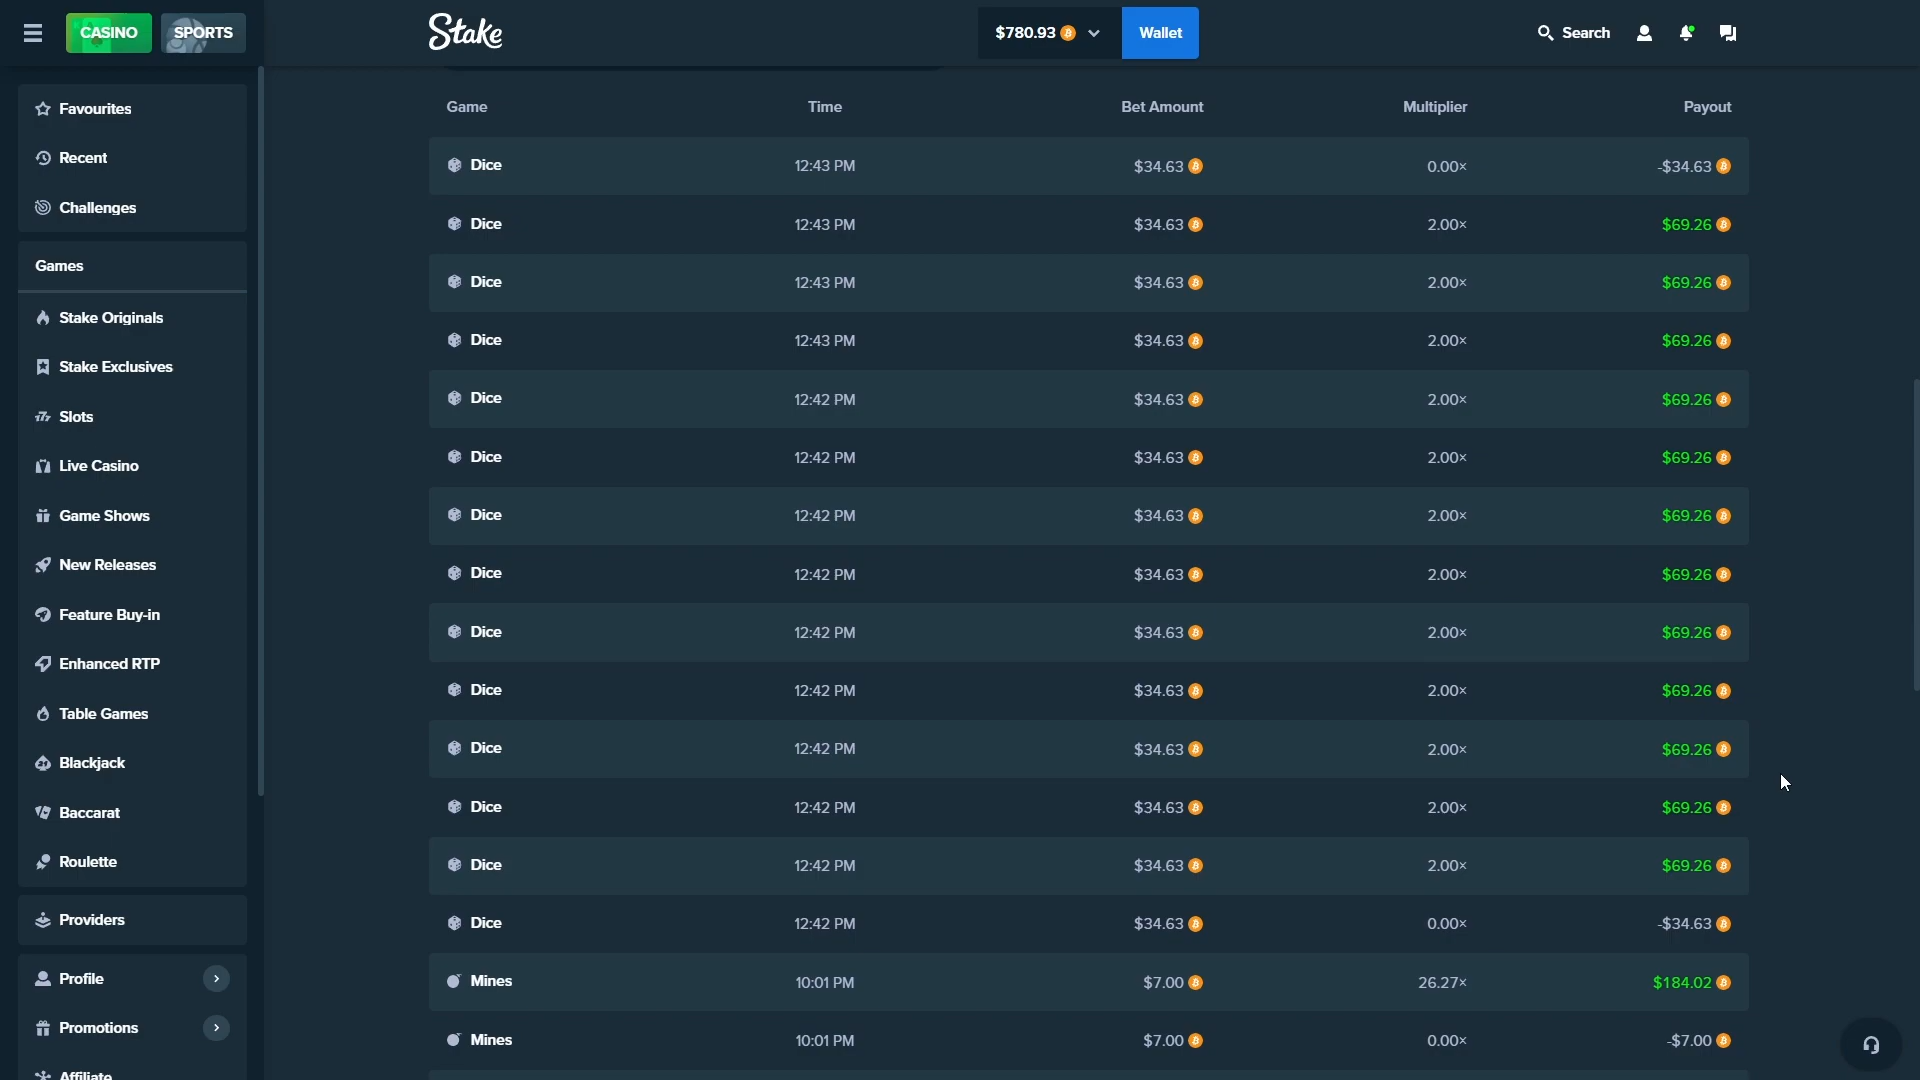 CASINO
SPORTS
Stake
$780.93
Wallet
Search
Favourites
Recent
Challenges
Games
Stake Originals
Stake Exclusives
Slots
Live Casino
Game Shows
New Releases
Feature Buy-in
Enhanced RTP
Table Games
Blackjack
Baccarat
Roulette
Providers
Profile
Promotions
Affiliate
Game Time Bet Amount Multiplier Payout
Dice 12:43 PM $34.63 0.00× -$34.63
Dice 12:43 PM $34.63 2.00× $69.26
Dice 12:43 PM $34.63 2.00× $69.26
Dice 12:43 PM $34.63 2.00× $69.26
Dice 12:42 PM $34.63 2.00× $69.26
Dice 12:42 PM $34.63 2.00× $69.26
Dice 12:42 PM $34.63 2.00× $69.26
Dice 12:42 PM $34.63 2.00× $69.26
Dice 12:42 PM $34.63 2.00× $69.26
Dice 12:42 PM $34.63 2.00× $69.26
Dice 12:42 PM $34.63 2.00× $69.26
Dice 12:42 PM $34.63 2.00× $69.26
Dice 12:42 PM $34.63 2.00× $69.26
Dice 12:42 PM $34.63 0.00× -$34.63
Mines 10:01 PM $7.00 26.27× $184.02
Mines 10:01 PM $7.00 0.00× -$7.00